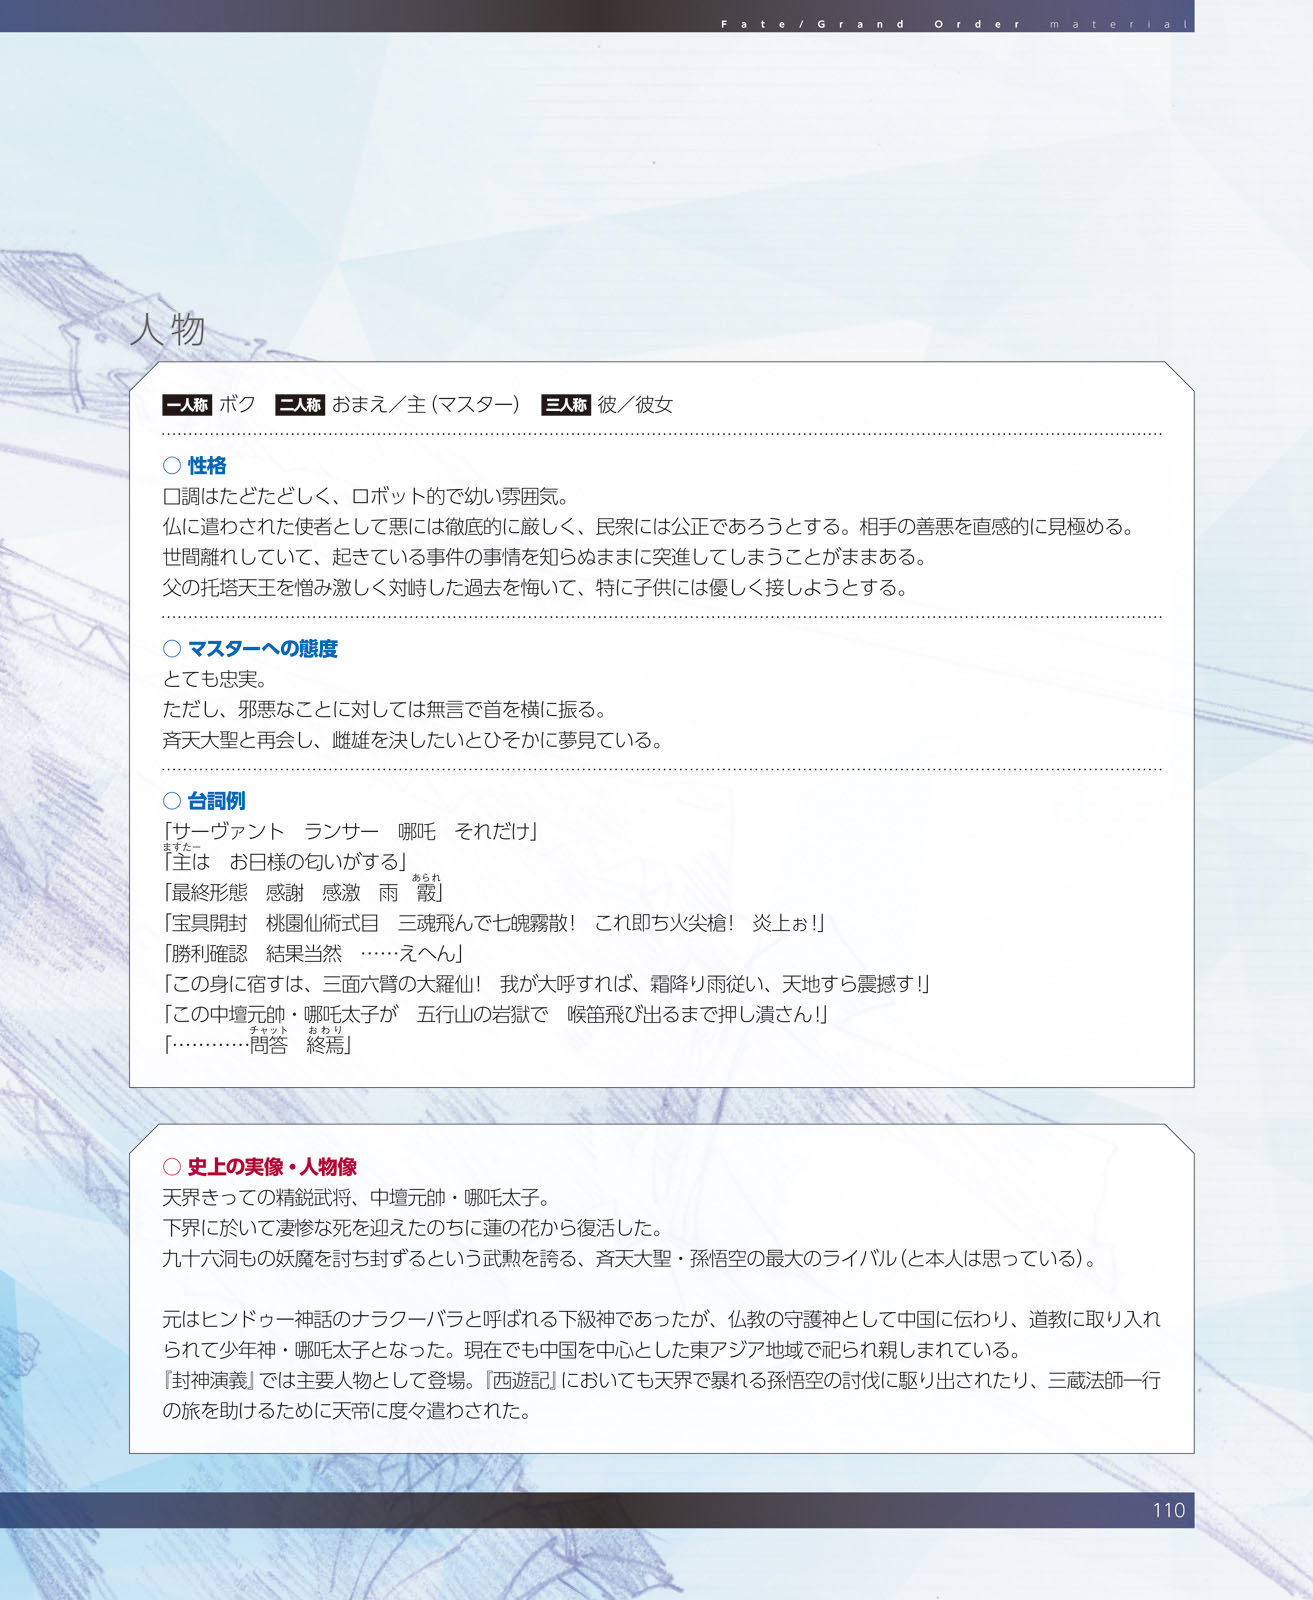 Fate/Grand Order material
人物
一人称 ボク 二人称 おまえ／主（マスター） 三人称 彼／彼女
○ 性格
口調はたどたどしく、ロボット的で幼い雰囲気。
仏に遣わされた使者として悪には徹底的に厳しく、民衆には公正であろうとする。相手の善悪を直感的に見極める。
世間離れしていて、起きている事件の事情を知らぬままに突進してしまうことがままある。
父の托塔天王を憎み激しく対峙した過去を悔いて、特に子供には優しく接しようとする。
○ マスターへの態度
とても忠実。
ただし、邪悪なことに対しては無言で首を横に振る。
斉天大聖と再会し、雌雄を決したいとひそかに夢見ている。
○ 台詞例
「サーヴァント　ランサー　哪吒　それだけ」
ますたー
「主は　お日様の匂いがする」
あられ
「最終形態　感謝　感激　雨　霰」
「宝具開封　桃園仙術式目　三魂飛んで七魄霧散！　これ即ち火尖槍！　炎上ぉ！」
「勝利確認　結果当然　……えへん」
「この身に宿すは、三面六臂の大羅仙！　我が大呼すれば、霜降り雨従い、天地すら震撼す！」
「この中壇元帥・哪吒太子が　五行山の岩獄で　喉笛飛び出るまで押し潰さん！」
チャット　おわり
「…………問答　終焉」
○ 史上の実像・人物像
天界きっての精鋭武将、中壇元帥・哪吒太子。
下界に於いて凄惨な死を迎えたのちに蓮の花から復活した。
九十六洞もの妖魔を討ち封ずるという武勲を誇る、斉天大聖・孫悟空の最大のライバル（と本人は思っている）。
元はヒンドゥー神話のナラクーバラと呼ばれる下級神であったが、仏教の守護神として中国に伝わり、道教に取り入れ
られて少年神・哪吒太子となった。現在でも中国を中心とした東アジア地域で祀られ親しまれている。
『封神演義』では主要人物として登場。『西遊記』においても天界で暴れる孫悟空の討伐に駆り出されたり、三蔵法師一行
の旅を助けるために天帝に度々遣わされた。
110